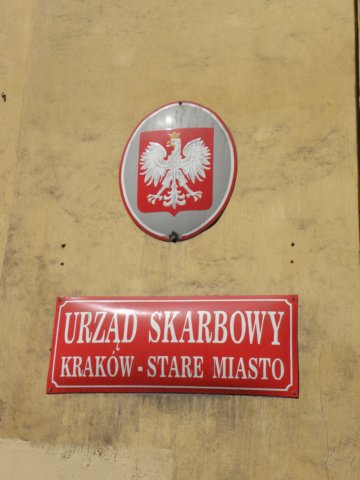 URZĄD SKARBOWY
KRAKÓW - STARE MIASTO